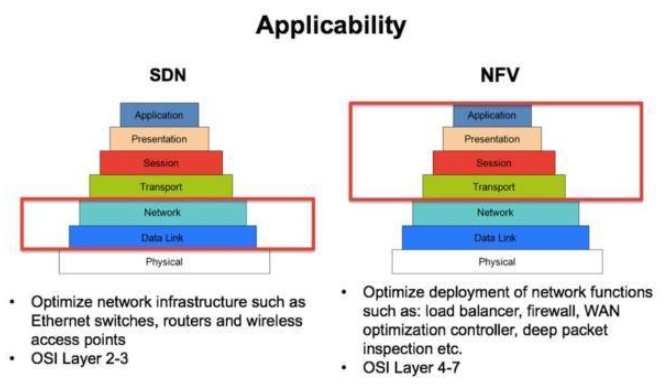 Applicability
SDN
Application
Presentation
Session
Transport
Network
Data Link
Physical
• Optimize network infrastructure such as
Ethernet switches, routers and wireless
access points
• OSI Layer 2-3
NFV
Application
Presentation
Session
Transport
Network
Data Link
Physical
• Optimize deployment of network functions
such as: load balancer, firewall, WAN
optimization controller, deep packet
inspection etc.
• OSI Layer 4-7